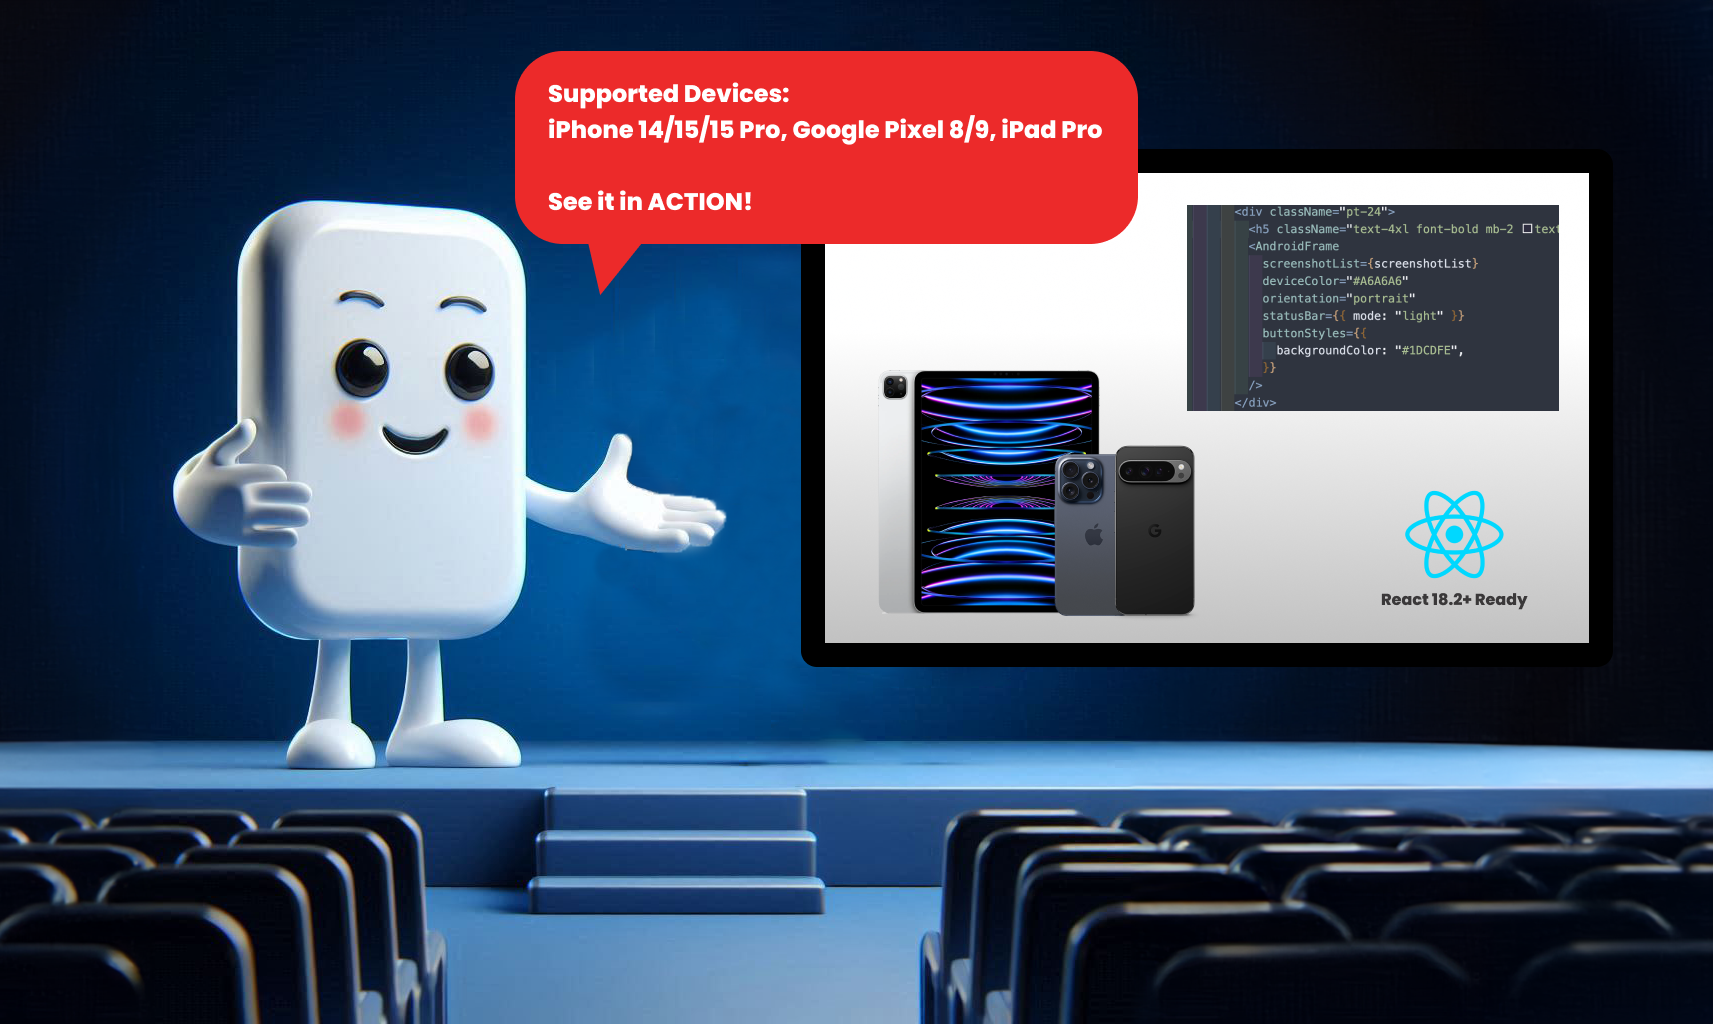 Supported Devices:
iPhone 14/15/15 Pro, Google Pixel 8/9, iPad Pro
See it in ACTION!
<div className="pt-24">
<h5 className="text-4xl font-bold mb-2 text
<AndroidFrame
screenshotList={screenshotList}
deviceColor="#A6A6A6"
orientation="portrait"
statusBar={{ mode: "light" }}
buttonStyles={{
backgroundColor: "#1DCDFE",
}}
/>
</div>
G
React 18.2+ Ready